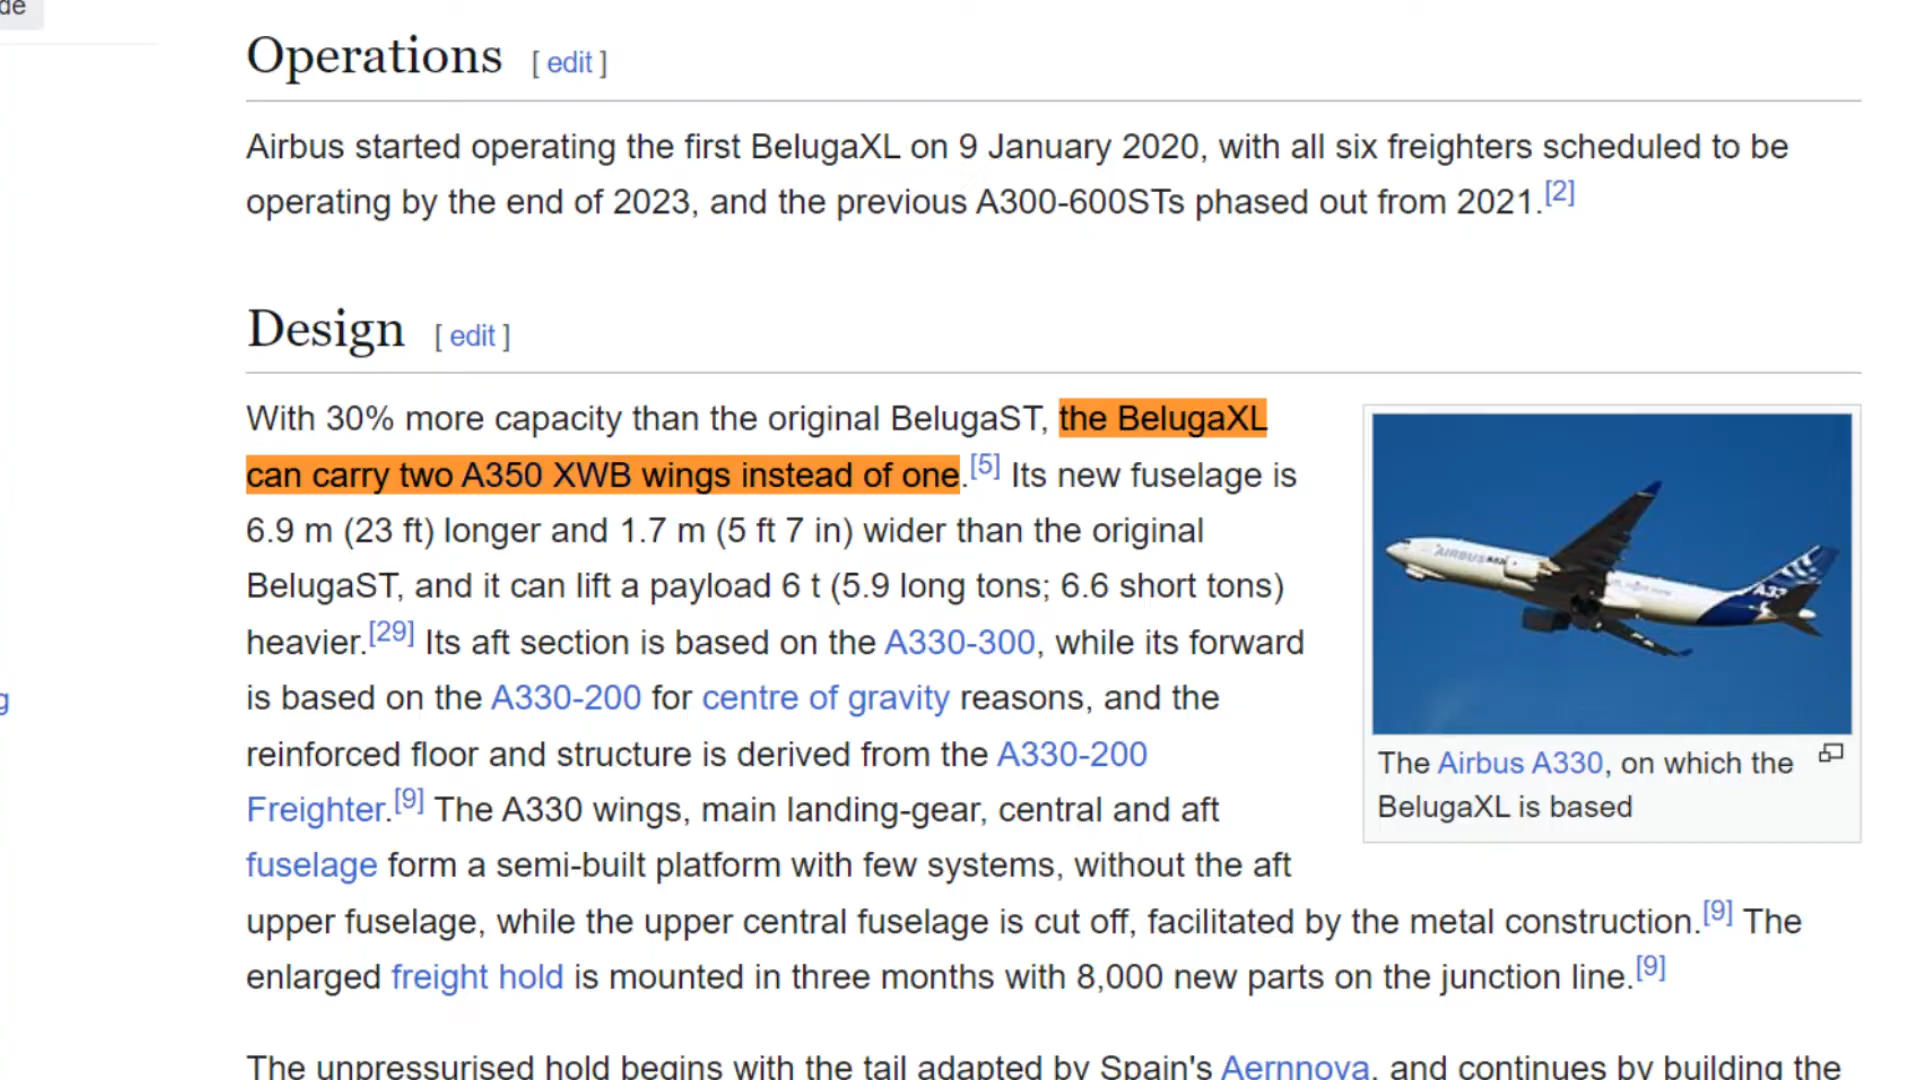 de
Operations [ edit ]
Airbus started operating the first BelugaXL on 9 January 2020, with all six freighters scheduled to be
operating by the end of 2023, and the previous A300-600STs phased out from 2021.[2]
Design [ edit ]
With 30% more capacity than the original BelugaST, the BelugaXL
can carry two A350 XWB wings instead of one.[5] Its new fuselage is
6.9 m (23 ft) longer and 1.7 m (5 ft 7 in) wider than the original
BelugaST, and it can lift a payload 6 t (5.9 long tons; 6.6 short tons)
heavier.[29] Its aft section is based on the A330-300, while its forward
is based on the A330-200 for centre of gravity reasons, and the
reinforced floor and structure is derived from the A330-200
Freighter.[9] The A330 wings, main landing-gear, central and aft
fuselage form a semi-built platform with few systems, without the aft
upper fuselage, while the upper central fuselage is cut off, facilitated by the metal construction.[9] The
enlarged freight hold is mounted in three months with 8,000 new parts on the junction line.[9]
The unpressurised hold begins with the tail adapted by Spain's Aernnova, and continues by building the
g
AIRBUS
A33
The Airbus A330, on which the
BelugaXL is based